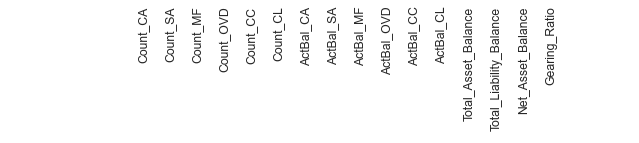 Count_CA
Count_SA
Count_MF
Count_OVD
Count_CC
Count_CL
ActBal_CA
ActBal_SA
ActBal_MF
ActBal_OVD
ActBal_CC
ActBal_CL
Total_Asset_Balance
Total_Liability_Balance
Net_Asset_Balance
Gearing_Ratio